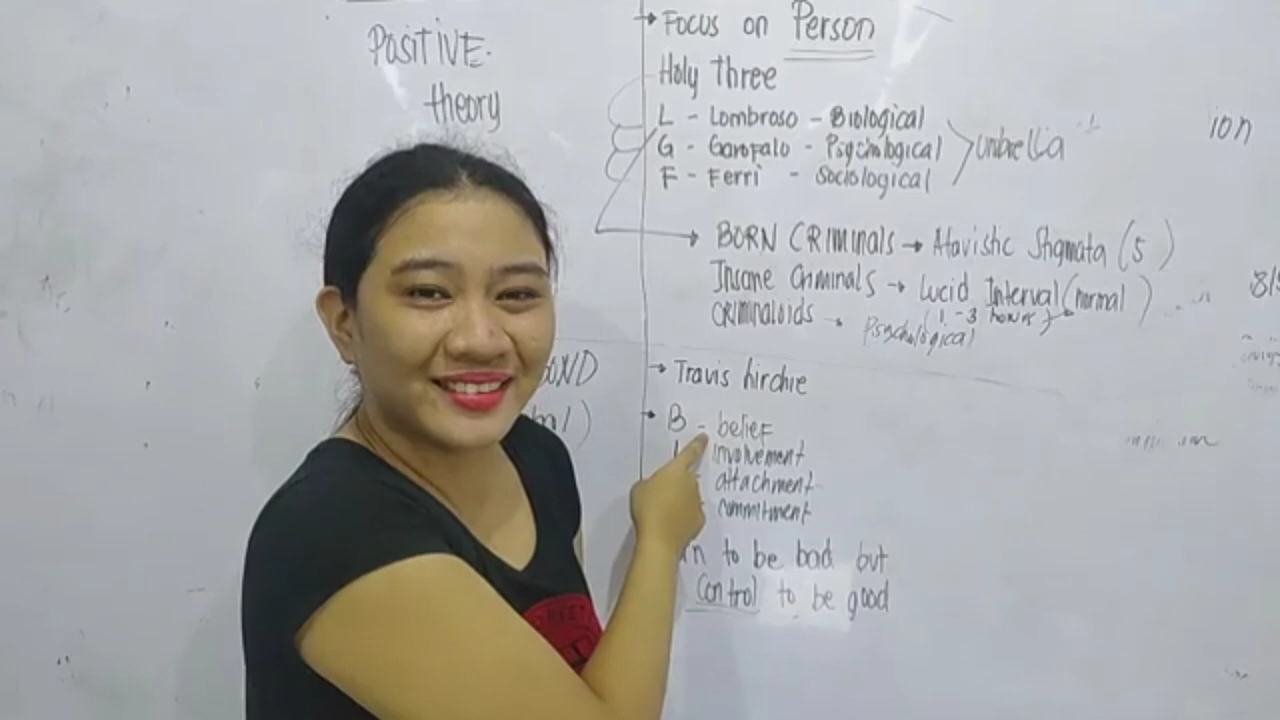 Positive
theory
→ Focus on Person
Holy three
L - Lombroso - Biological
G - Garofalo - Psychological
F - Ferri - Sociological
umbrella
ion
→ BORN CRIMINALS → Atavistic Stigmata (5)
Insane Criminals → Lucid Interval (normal)
(1-3 hours)
CRIMINALOIDS → Psychological
→ Travis hirchie
→ B - belief
involvement
attachment
commitment
to be bad but
control to be good